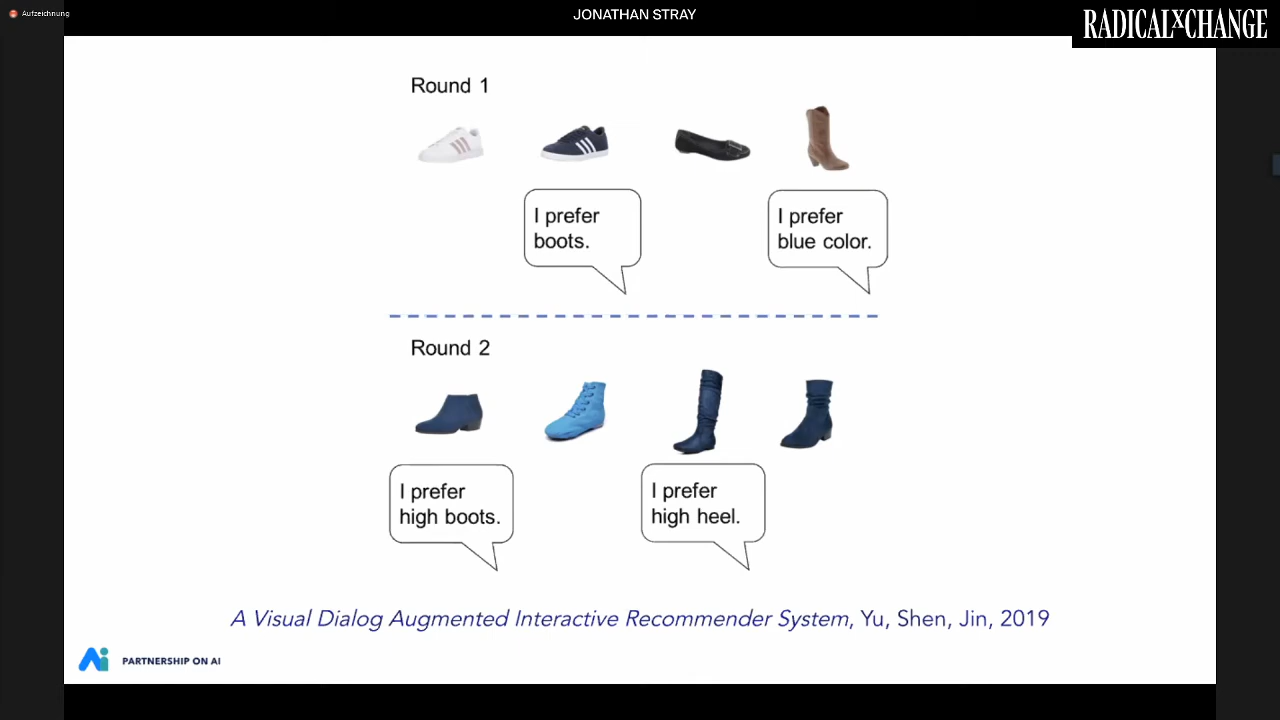 Aufzeichnung
JONATHAN STRAY
RADICALXCHANGE
Round 1
I prefer
boots.
I prefer
blue color.
Round 2
I prefer
high boots.
I prefer
high heel.
A Visual Dialog Augmented Interactive Recommender System, Yu, Shen, Jin, 2019
Ai PARTNERSHIP ON AI